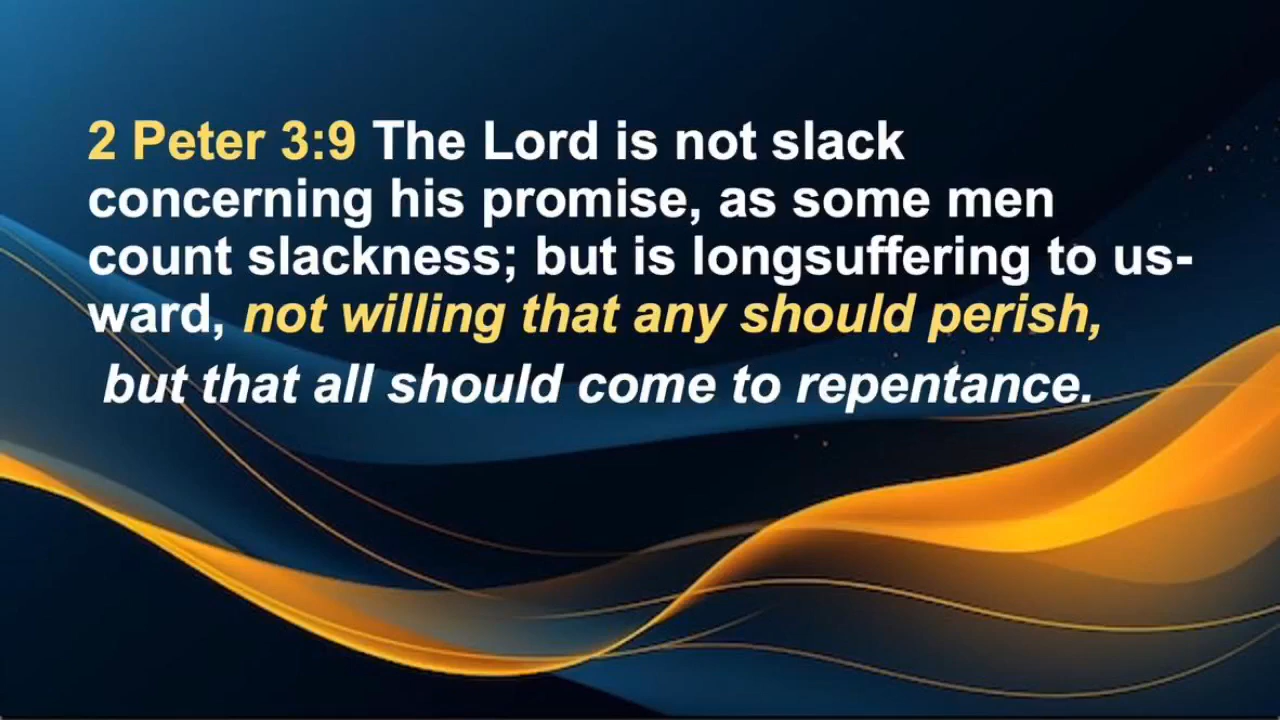 2 Peter 3:9 The Lord is not slack
concerning his promise, as some men
count slackness; but is longsuffering to us-
ward, not willing that any should perish,
but that all should come to repentance.